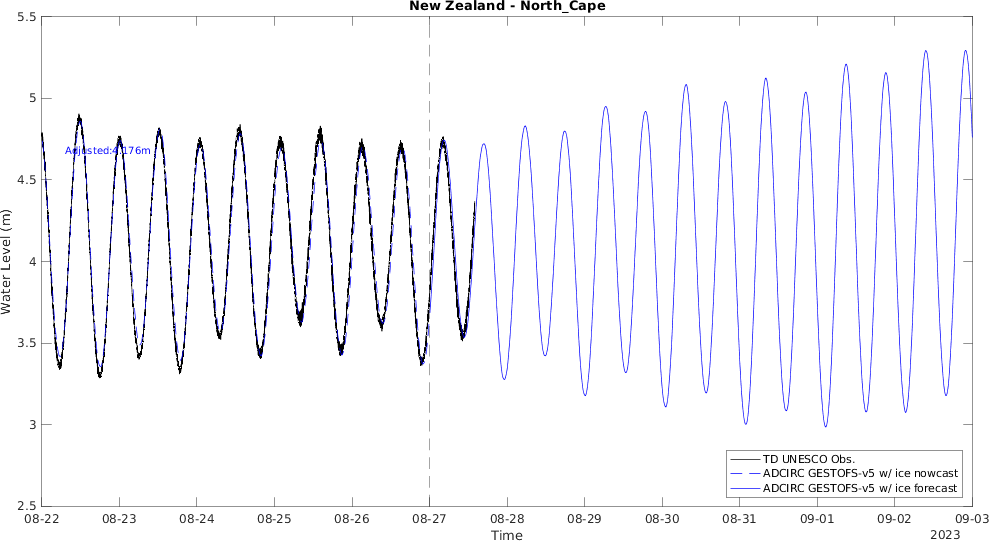 New Zealand - North_Cape
5.5
5
4.5
4
3.5
3
2.5
Water Level (m)
Adjusted:4.176m
TD UNESCO Obs.
ADCIRC GESTOFS-v5 w/ ice nowcast
ADCIRC GESTOFS-v5 w/ ice forecast
08-22 08-23 08-24 08-25 08-26 08-27 08-28 08-29 08-30 08-31 09-01 09-02 09-03
Time
2023